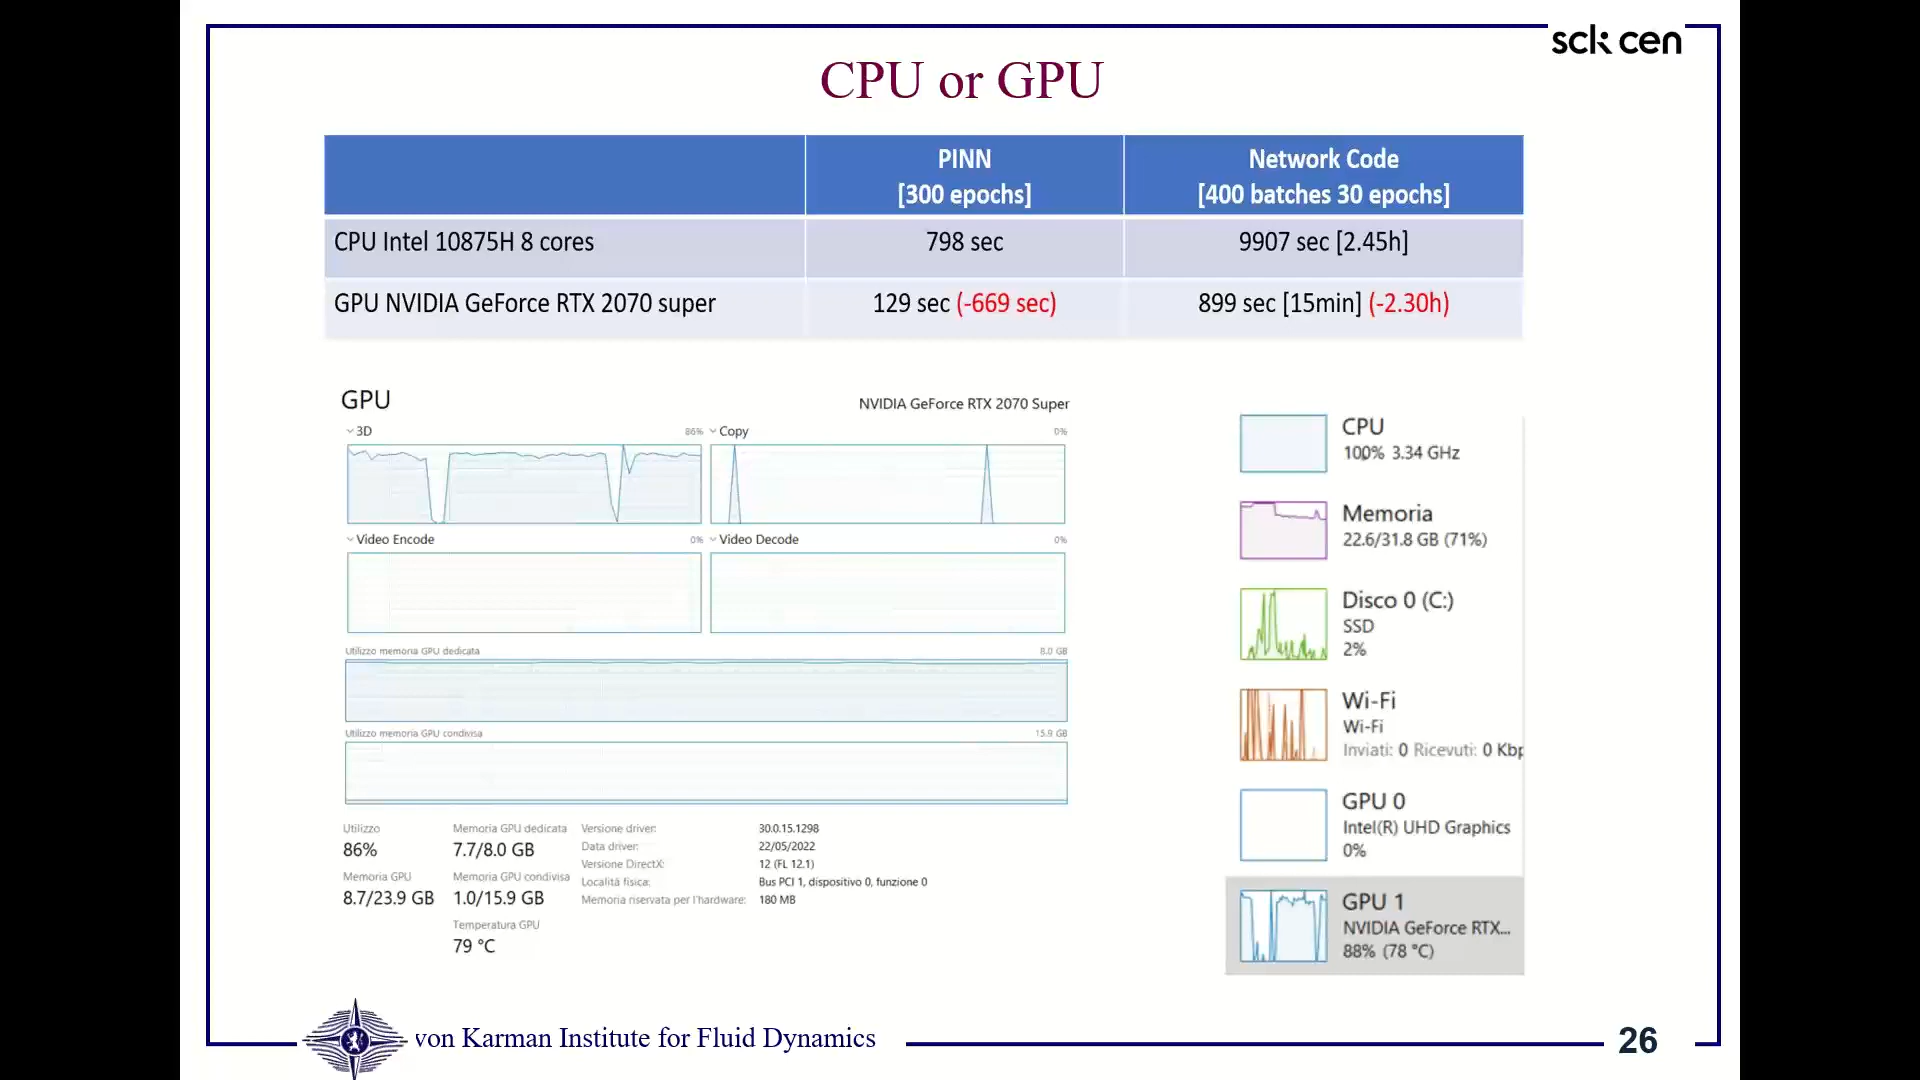 sck cen
CPU or GPU
PINN
[300 epochs]
Network Code
[400 batches 30 epochs]
CPU Intel 10875H 8 cores
798 sec
9907 sec [2.45h]
GPU NVIDIA GeForce RTX 2070 super
129 sec (-669 sec)
899 sec [15min] (-2.30h)
GPU
NVIDIA GeForce RTX 2070 Super
3D
86%
Copy
0%
Video Encode
0%
Video Decode
0%
Utilizzo memoria GPU dedicata
8.0 GB
Utilizzo memoria GPU condivisa
15.9 GB
Utilizzo
86%
Memoria GPU
8.7/23.9 GB
Memoria GPU dedicata
7.7/8.0 GB
Memoria GPU condivisa
1.0/15.9 GB
Temperatura GPU
79 °C
Versione driver: 30.0.15.1298
Data driver: 22/05/2022
Versione DirectX: 12 (FL 12.1)
Località fisica: Bus PCI 1, dispositivo 0, funzione 0
Memoria riservata per l'hardware: 180 MB
CPU
100% 3.34 GHz
Memoria
22.6/31.8 GB (71%)
Disco 0 (C:)
SSD
2%
Wi-Fi
Wi-Fi
Inviati: 0 Ricevuti: 0 Kbp
GPU 0
Intel(R) UHD Graphics
0%
GPU 1
NVIDIA GeForce RTX...
88% (78 °C)
von Karman Institute for Fluid Dynamics
26